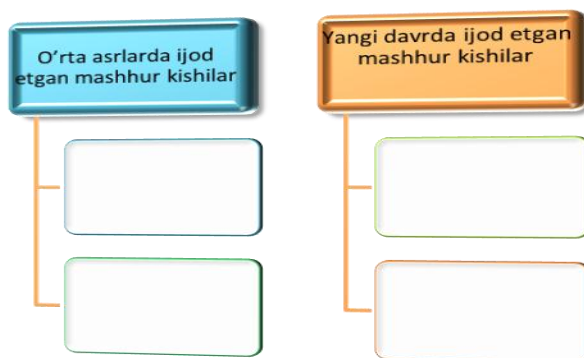 O’rta asrlarda ijod
etgan mashhur kishilar
Yangi davrda ijod etgan
mashhur kishilar